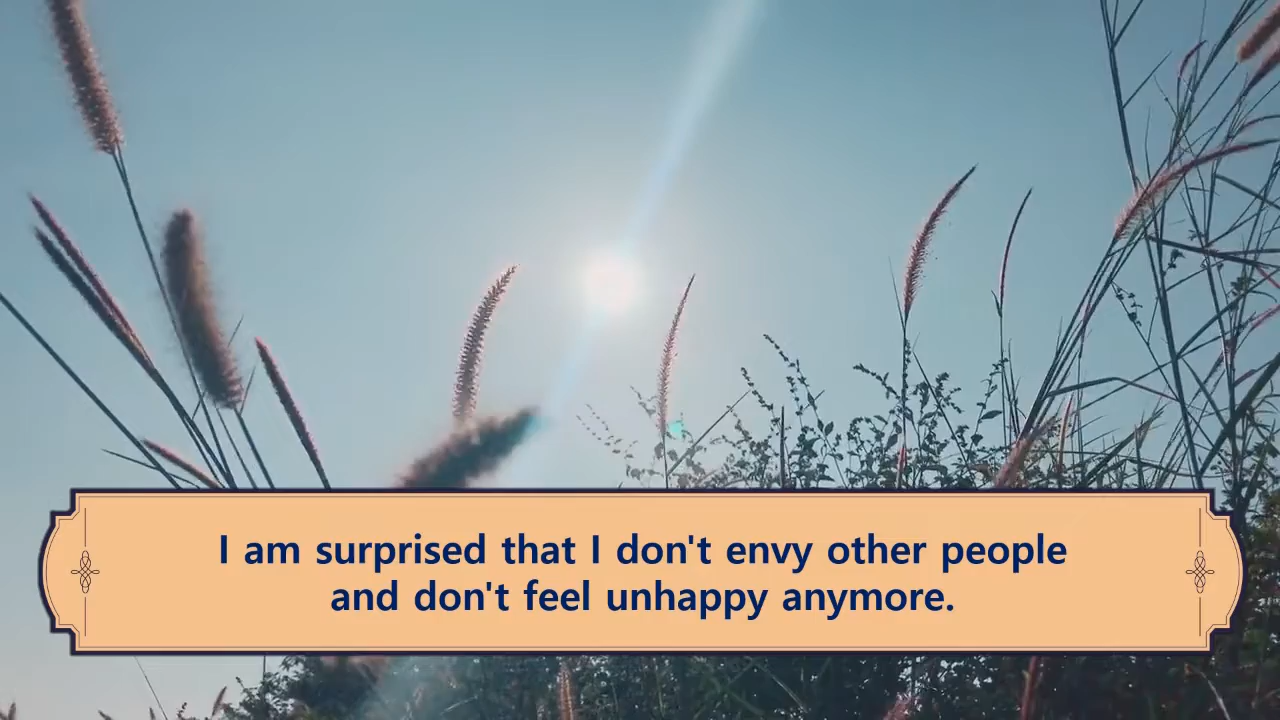 I am surprised that I don't envy other people
and don't feel unhappy anymore.